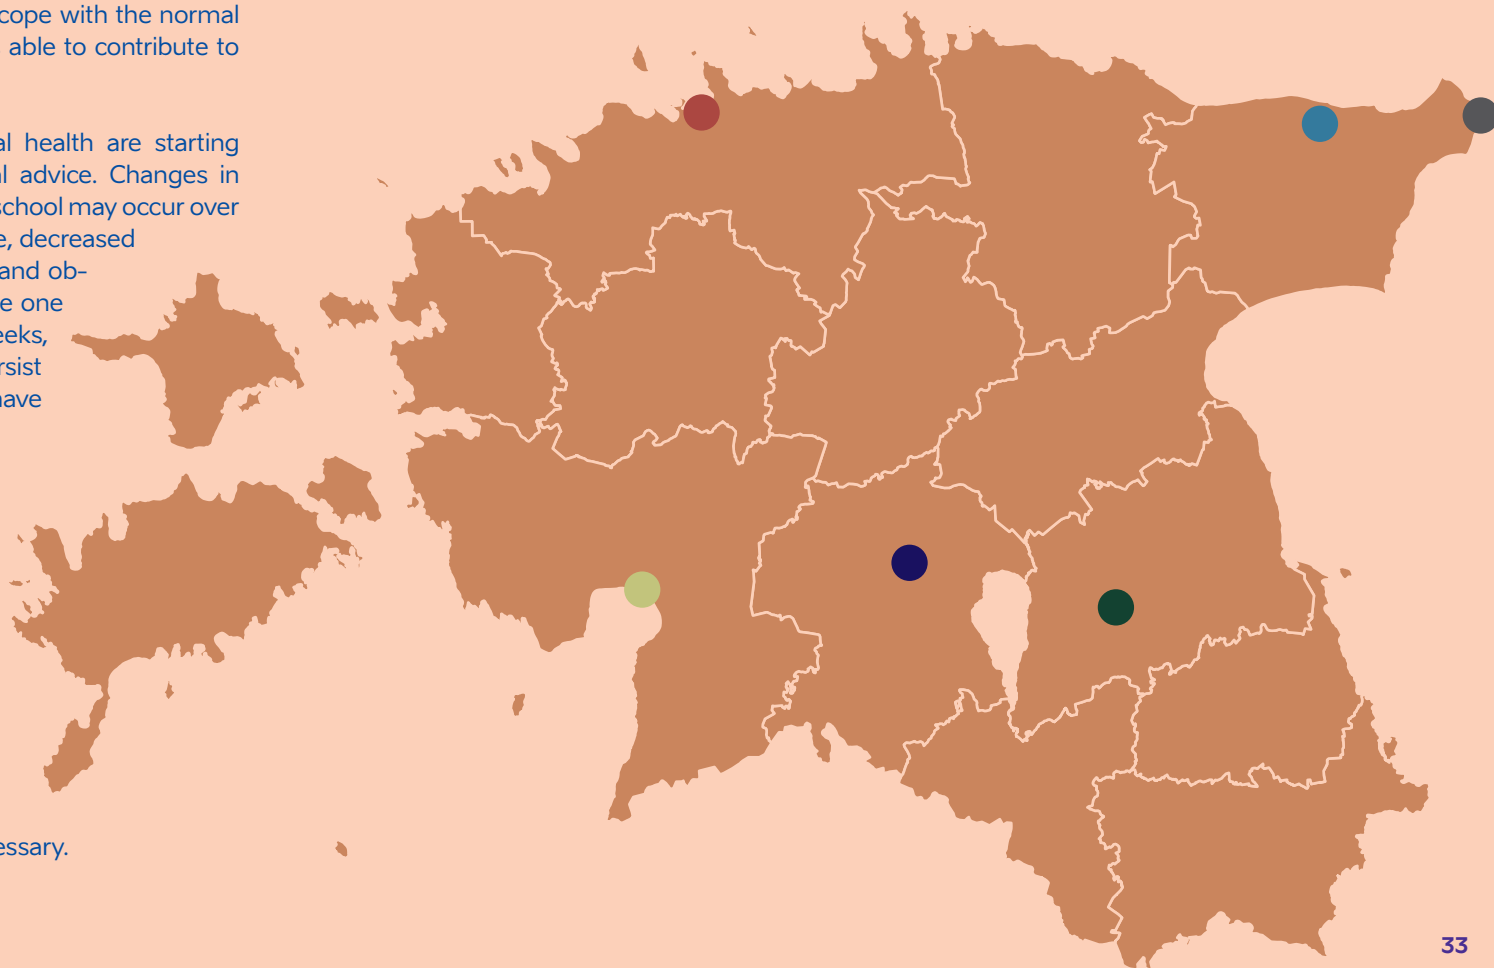 cope with the normal
able to contribute to
al health are starting
l advice. Changes in
school may occur over
e, decreased
and ob-
e one
eeks,
rsist
have
essary.
33